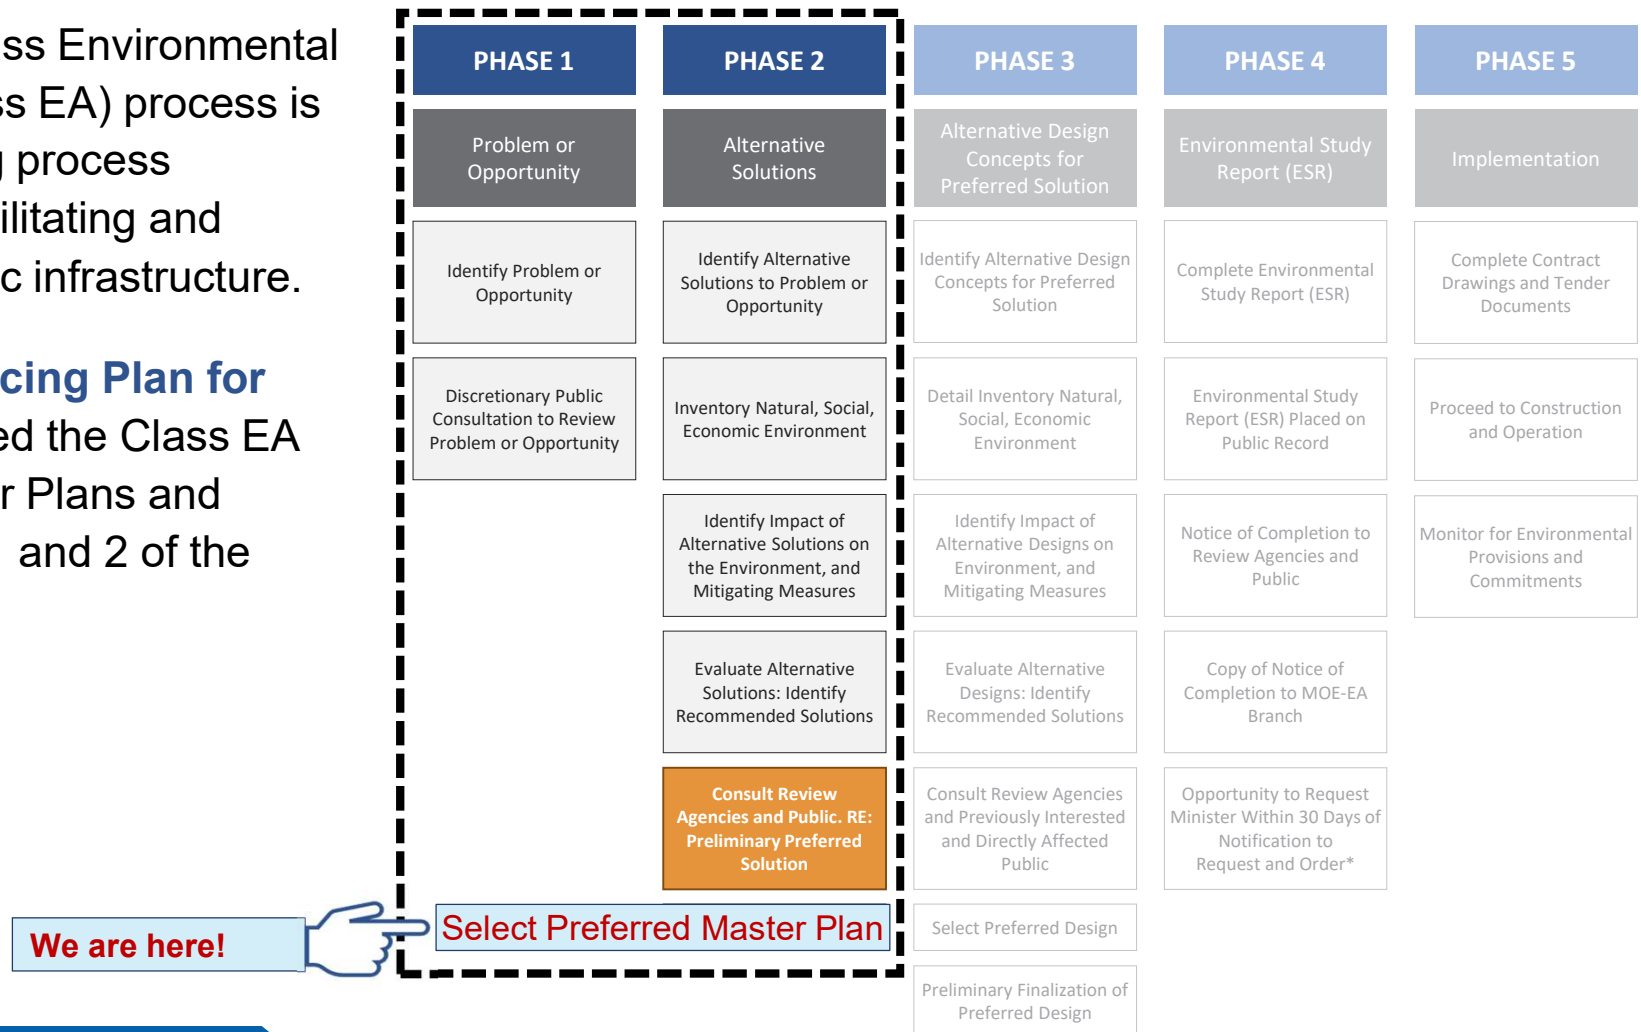 ss Environmental
ss EA) process is
g process
ilitating and
c infrastructure.
cing Plan for
ed the Class EA
r Plans and
and 2 of the
We are here!
PHASE 1
Problem or
Opportunity
Identify Problem or
Opportunity
Discretionary Public
Consultation to Review
Problem or Opportunity
PHASE 2
Alternative
Solutions
Identify Alternative
Solutions to Problem or
Opportunity
Inventory Natural, Social,
Economic Environment
Identify Impact of
Alternative Solutions on
the Environment, and
Mitigating Measures
Evaluate Alternative
Solutions: Identify
Recommended Solutions
Consult Review
Agencies and Public. RE:
Preliminary Preferred
Solution
Select Preferred Master Plan
PHASE 3
Alternative Design
Concepts for
Preferred Solution
Identify Alternative Design
Concepts for Preferred
Solution
Detail Inventory Natural,
Social, Economic
Environment
Identify Impact of
Alternative Designs on
Environment, and
Mitigating Measures
Evaluate Alternative
Designs: Identify
Recommended Solutions
Consult Review Agencies
and Previously Interested
and Directly Affected
Public
Select Preferred Design
Preliminary Finalization of
Preferred Design
PHASE 4
Environmental Study
Report (ESR)
Complete Environmental
Study Report (ESR)
Environmental Study
Report (ESR) Placed on
Public Record
Notice of Completion to
Review Agencies and
Public
Copy of Notice of
Completion to MOE-EA
Branch
Opportunity to Request
Minister Within 30 Days of
Notification to
Request and Order*
PHASE 5
Implementation
Complete Contract
Drawings and Tender
Documents
Proceed to Construction
and Operation
Monitor for Environmental
Provisions and
Commitments